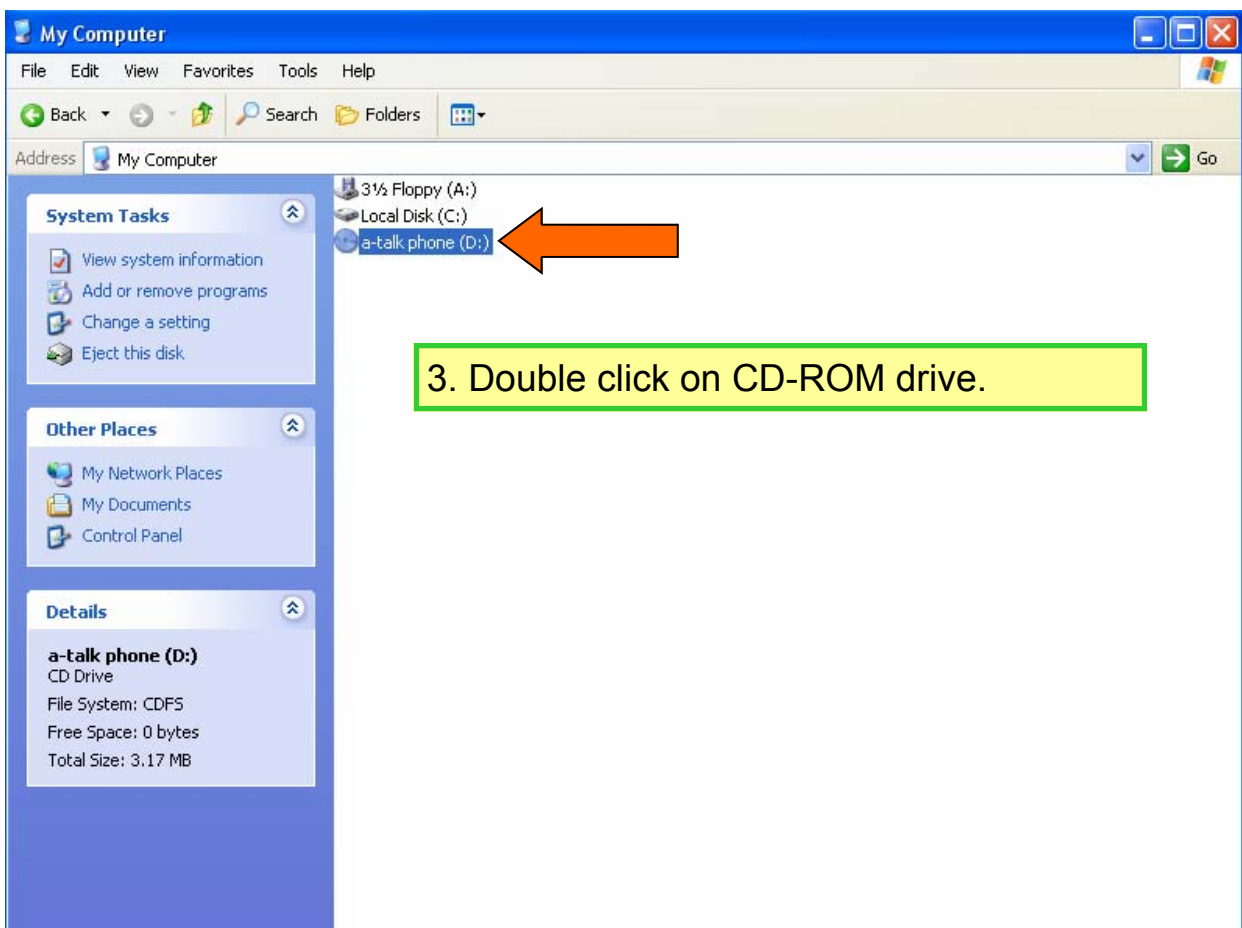 My Computer
File Edit View Favorites Tools Help
Back Search Folders
Address My Computer Go
System Tasks
View system information
Add or remove programs
Change a setting
Eject this disk
Other Places
My Network Places
My Documents
Control Panel
Details
a-talk phone (D:)
CD Drive
File System: CDFS
Free Space: 0 bytes
Total Size: 3.17 MB
3½ Floppy (A:)
Local Disk (C:)
a-talk phone (D:)
3. Double click on CD-ROM drive.